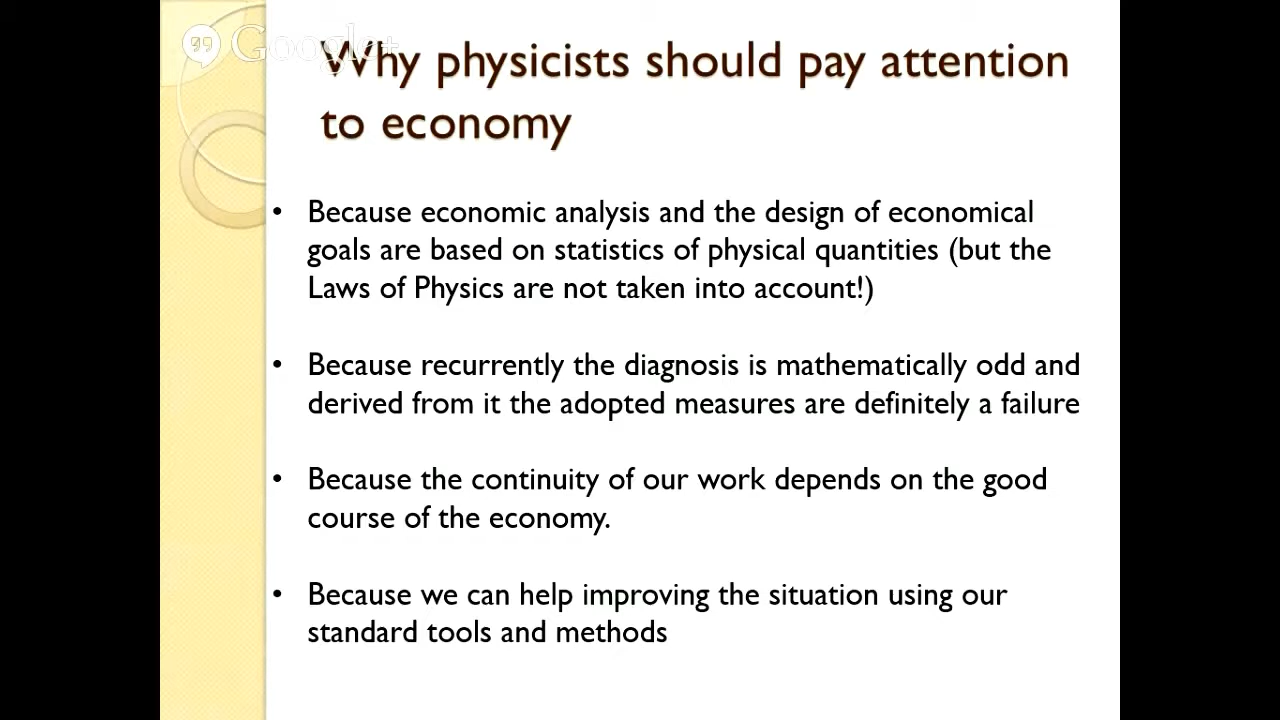 Google+
Why physicists should pay attention
to economy
• Because economic analysis and the design of economical
goals are based on statistics of physical quantities (but the
Laws of Physics are not taken into account!)
• Because recurrently the diagnosis is mathematically odd and
derived from it the adopted measures are definitely a failure
• Because the continuity of our work depends on the good
course of the economy.
• Because we can help improving the situation using our
standard tools and methods